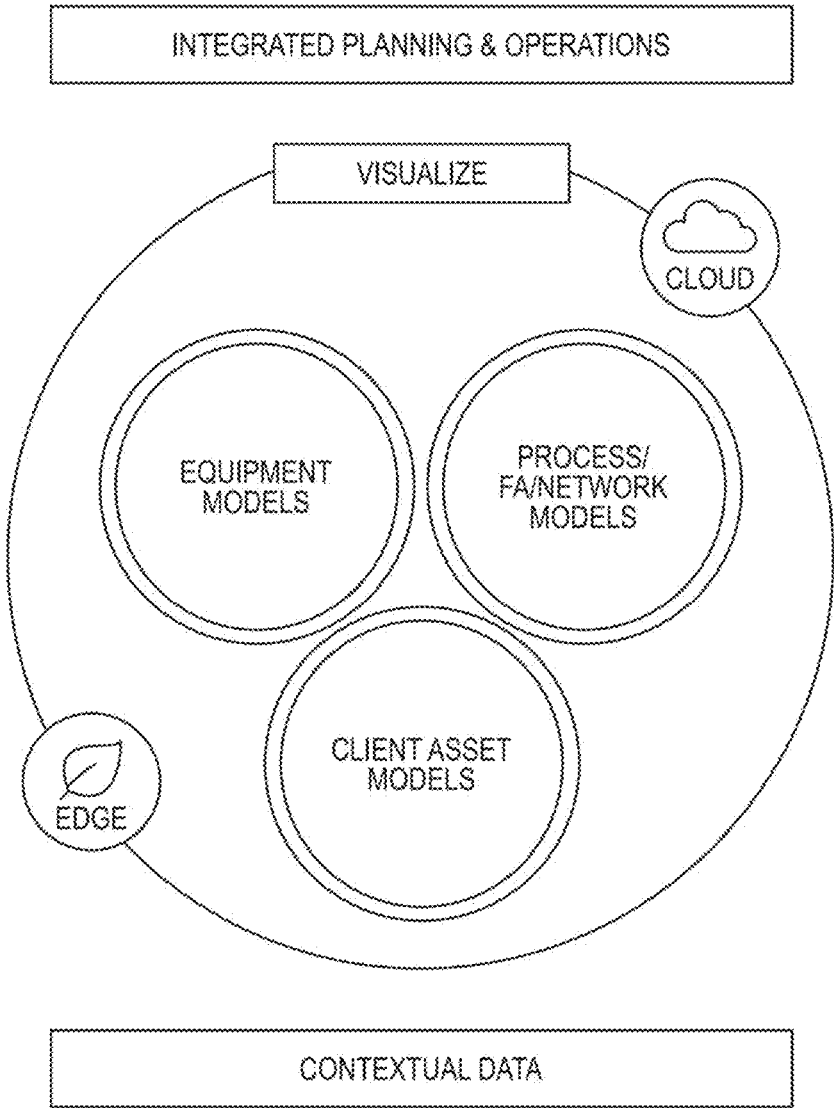 INTEGRATED PLANNING & OPERATIONS
VISUALIZE
CLOUD
EQUIPMENT
MODELS
PROCESS/
FA/NETWORK
MODELS
CLIENT ASSET
MODELS
EDGE
CONTEXTUAL DATA